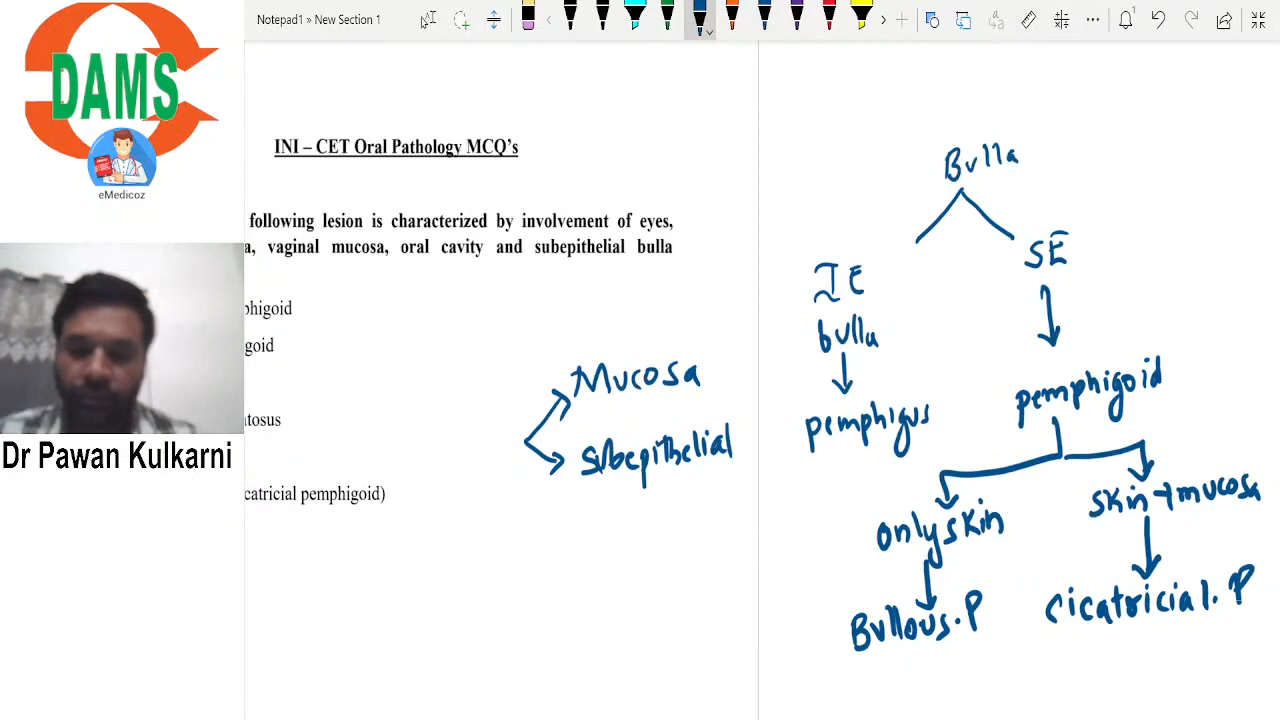 Notepad1 » New Section 1
DAMS
eMedicoz
Dr Pawan Kulkarni
INI – CET Oral Pathology MCQ's
following lesion is characterized by involvement of eyes,
a, vaginal mucosa, oral cavity and subepithelial bulla
phigoid
goid
tosus
catricial pemphigoid)
Mucosa
subepithelial
Bulla
IE
bulla
SE
pemphigus
pemphigoid
only skin
skin + mucosa
Bullous. P
Cicatricial. P